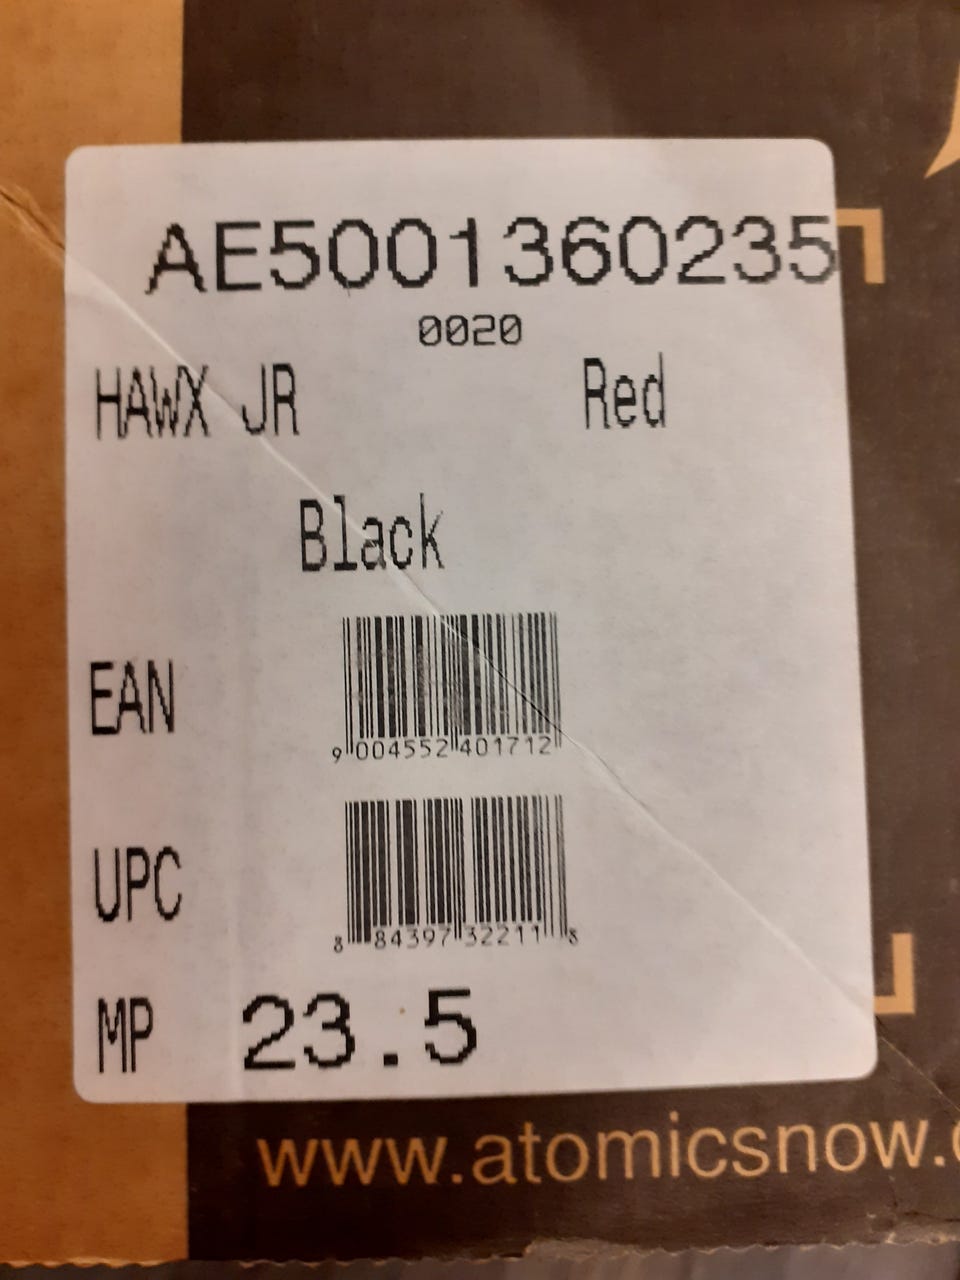 AE5001360235
0020
HAWX JR Red
Black
EAN
9 004552 401712
UPC
8 84397 32211 8
MP 23.5
www.atomicsnow.